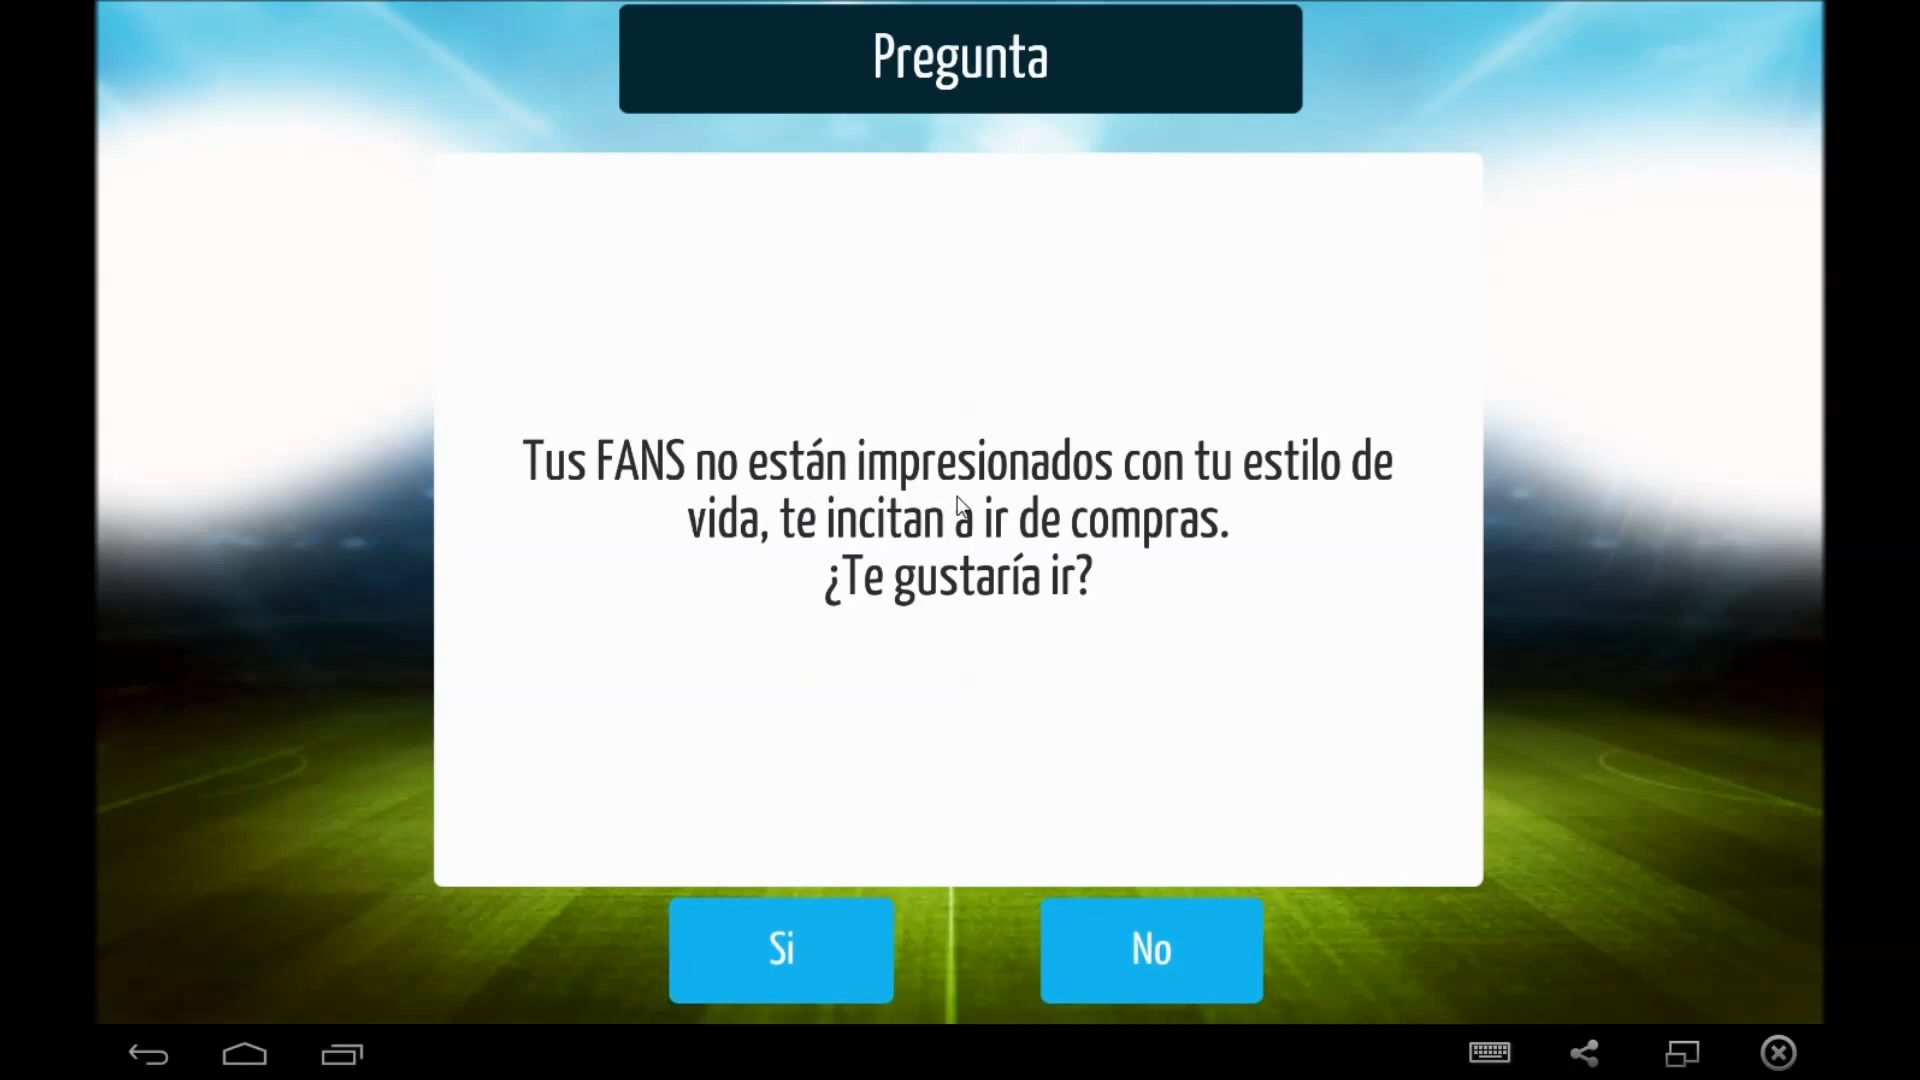 Pregunta
Tus FANS no están impresionados con tu estilo de
vida, te incitan a ir de compras.
¿Te gustaría ir?
Si
No